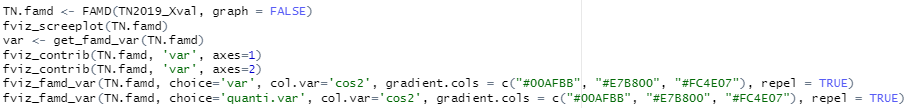 TN.famd <- FAMD(TN2019_Xval, graph = FALSE)
fviz_screeplot(TN.famd)
var <- get_famd_var(TN.famd)
fviz_contrib(TN.famd, 'var', axes=1)
fviz_contrib(TN.famd, 'var', axes=2)
fviz_famd_var(TN.famd, choice='var', col.var='cos2', gradient.cols = c("#00AFBB", "#E7B800", "#FC4E07"), repel = TRUE)
fviz_famd_var(TN.famd, choice='quanti.var', col.var='cos2', gradient.cols = c("#00AFBB", "#E7B800", "#FC4E07"), repel = TRUE)